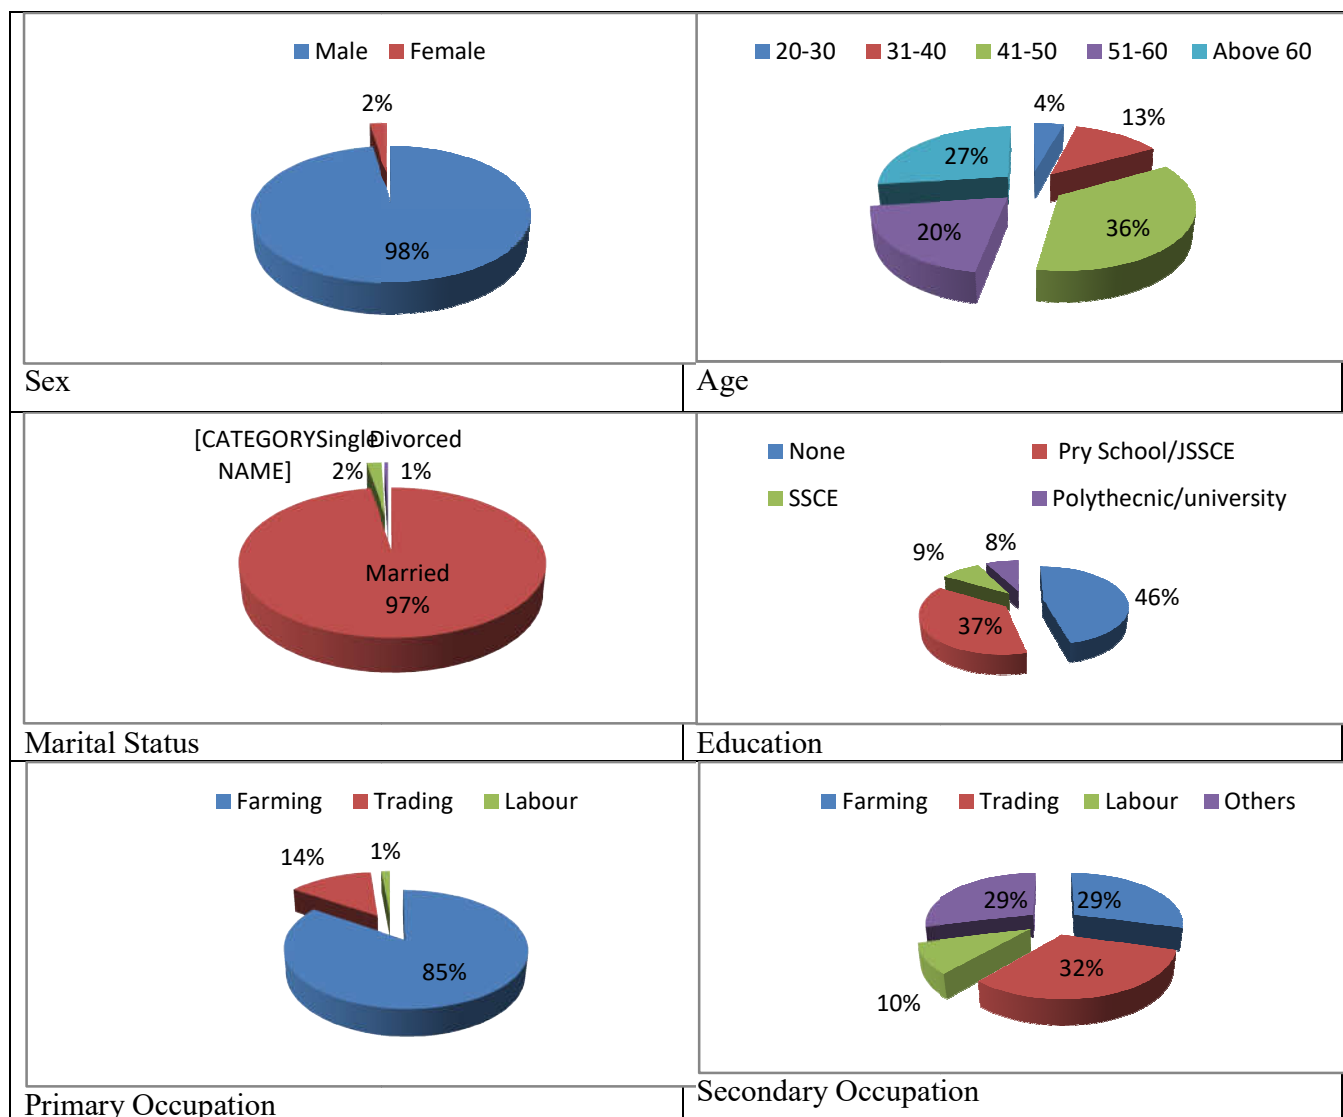 Male Female
2%
98%
Sex
20-30 31-40 41-50 51-60 Above 60
4%
13%
27%
36%
20%
Age
[CATEGORY NAME]
Single
2%
Divorced
1%
Married
97%
Marital Status
None Pry School/JSSCE
SSCE Polythecnic/university
8%
9%
46%
37%
Education
Farming Trading Labour
1%
14%
85%
Primary Occupation
Farming Trading Labour Others
29% 29%
32%
10%
Secondary Occupation